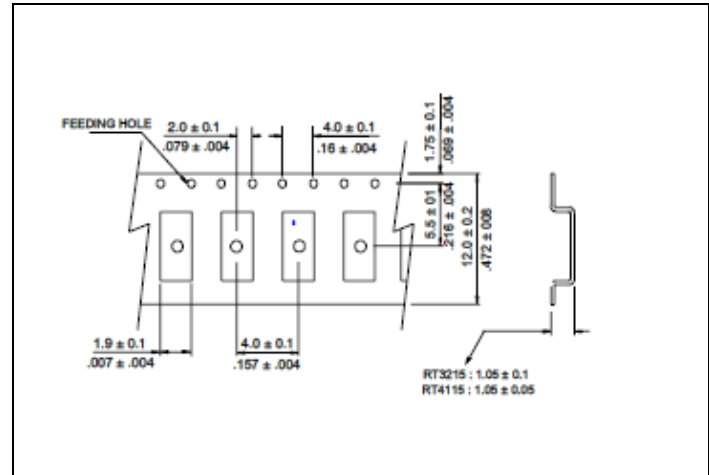 FEEDING HOLE
2.0 ± 0.1
.079 ± .004
4.0 ± 0.1
.16 ± .004
1.75 ± 0.1
.069 ± .004
5.5 ± 01
.216 ± .004
12.0 ± 0.2
.472 ± 008
1.9 ± 0.1
.007 ± .004
4.0 ± 0.1
.157 ± .004
RT3215 : 1.05 ± 0.1
RT4115 : 1.05 ± 0.05